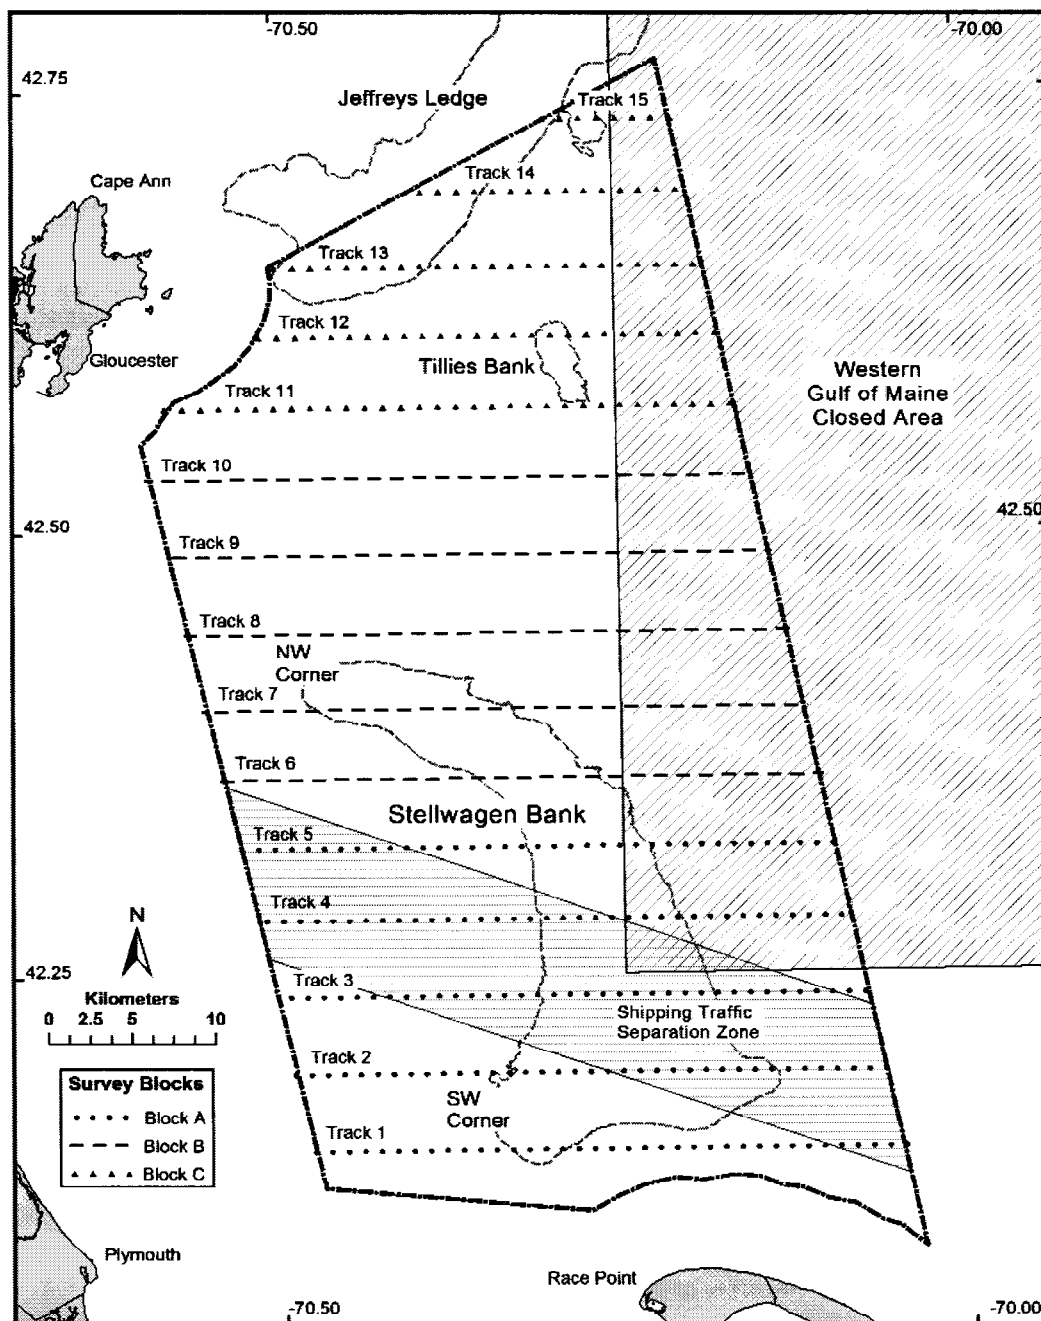 -70.50
-70.00
42.75
Jeffreys Ledge
Track 15
Track 14
Cape Ann
Track 13
Track 12
Gloucester
Tillies Bank
Western
Gulf of Maine
Closed Area
Track 11
Track 10
42.50
42.50
Track 9
Track 8
NW
Corner
Track 7
Track 6
Stellwagen Bank
Track 5
Track 4
N
42.25
Track 3
Kilometers
0 2.5 5 10
Shipping Traffic
Separation Zone
Track 2
Survey Blocks
Block A
Block B
Block C
SW
Corner
Track 1
Plymouth
Race Point
-70.50
-70.00